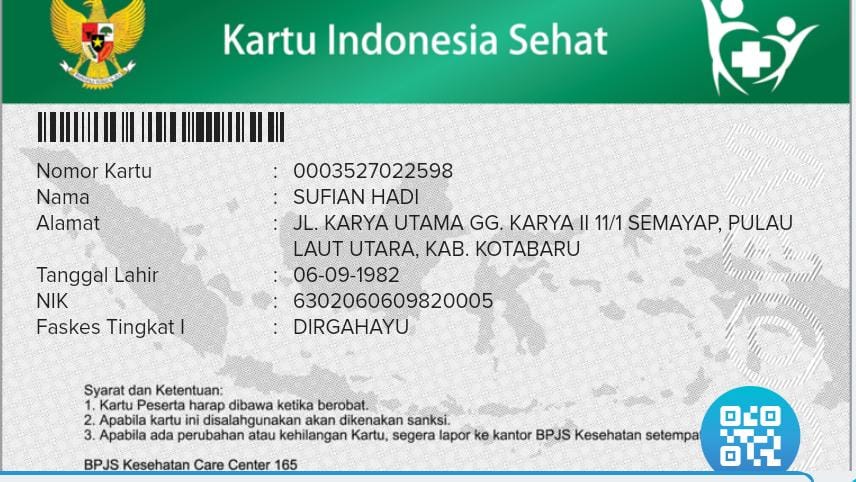 Kartu Indonesia Sehat
Nomor Kartu : 0003527022598
Nama : SUFIAN HADI
Alamat : JL. KARYA UTAMA GG. KARYA II 11/1 SEMAYAP, PULAU
LAUT UTARA, KAB. KOTABARU
Tanggal Lahir : 06-09-1982
NIK : 6302060609820005
Faskes Tingkat I : DIRGAHAYU
Syarat dan Ketentuan:
1. Kartu Peserta harap dibawa ketika berobat.
2. Apabila kartu ini disalahgunakan akan dikenakan sanksi.
3. Apabila ada perubahan atau kehilangan Kartu, segera lapor ke kantor BPJS Kesehatan setempa
BPJS Kesehatan Care Center 165